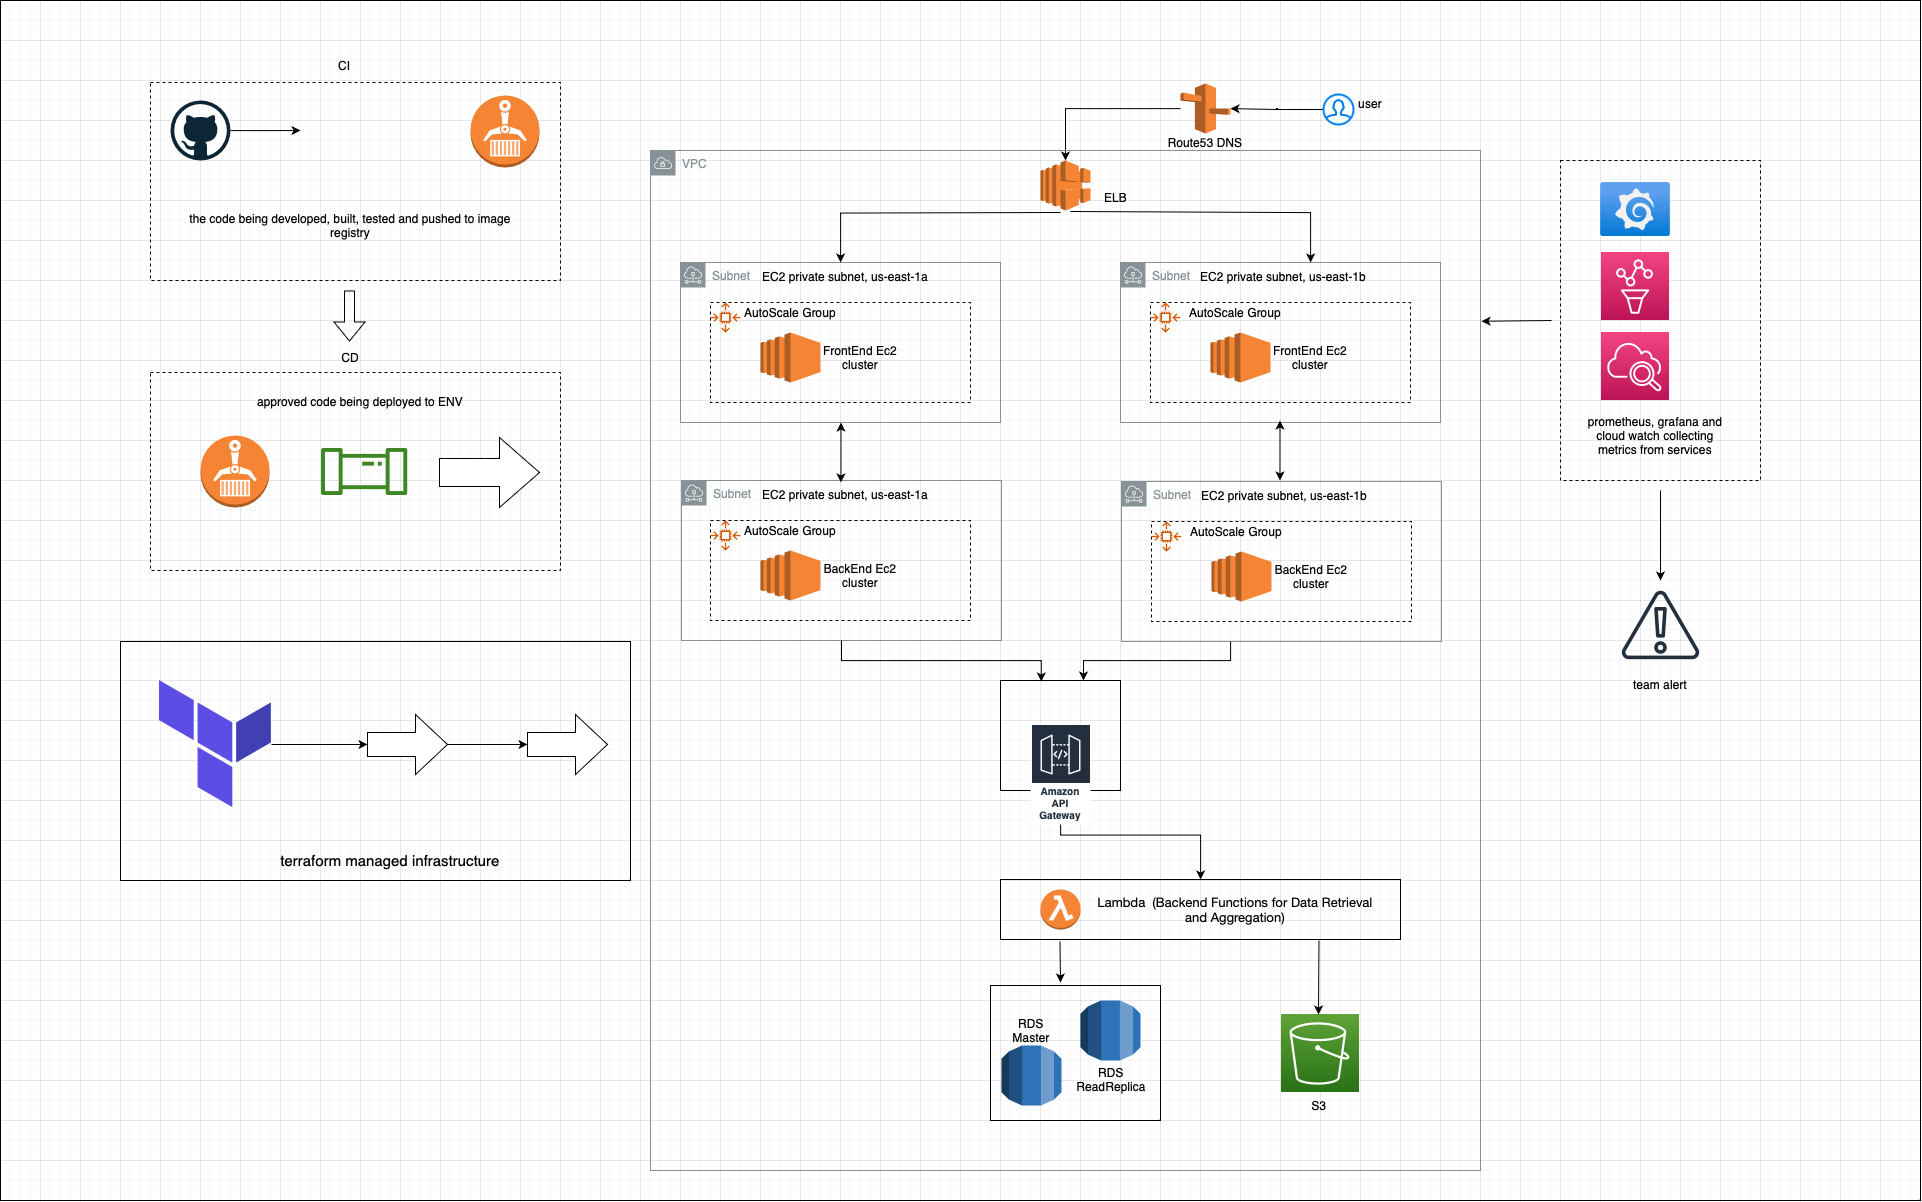 CI
the code being developed, built, tested and pushed to image
registry
CD
approved code being deployed to ENV
terraform managed infrastructure
user
Route53 DNS
VPC
ELB
Subnet EC2 private subnet, us-east-1a
AutoScale Group
FrontEnd Ec2
cluster
Subnet EC2 private subnet, us-east-1b
AutoScale Group
FrontEnd Ec2
cluster
Subnet EC2 private subnet, us-east-1a
AutoScale Group
BackEnd Ec2
cluster
Subnet EC2 private subnet, us-east-1b
AutoScale Group
BackEnd Ec2
cluster
Amazon
API
Gateway
Lambda (Backend Functions for Data Retrieval
and Aggregation)
RDS
Master
RDS
ReadReplica
S3
prometheus, grafana and
cloud watch collecting
metrics from services
team alert